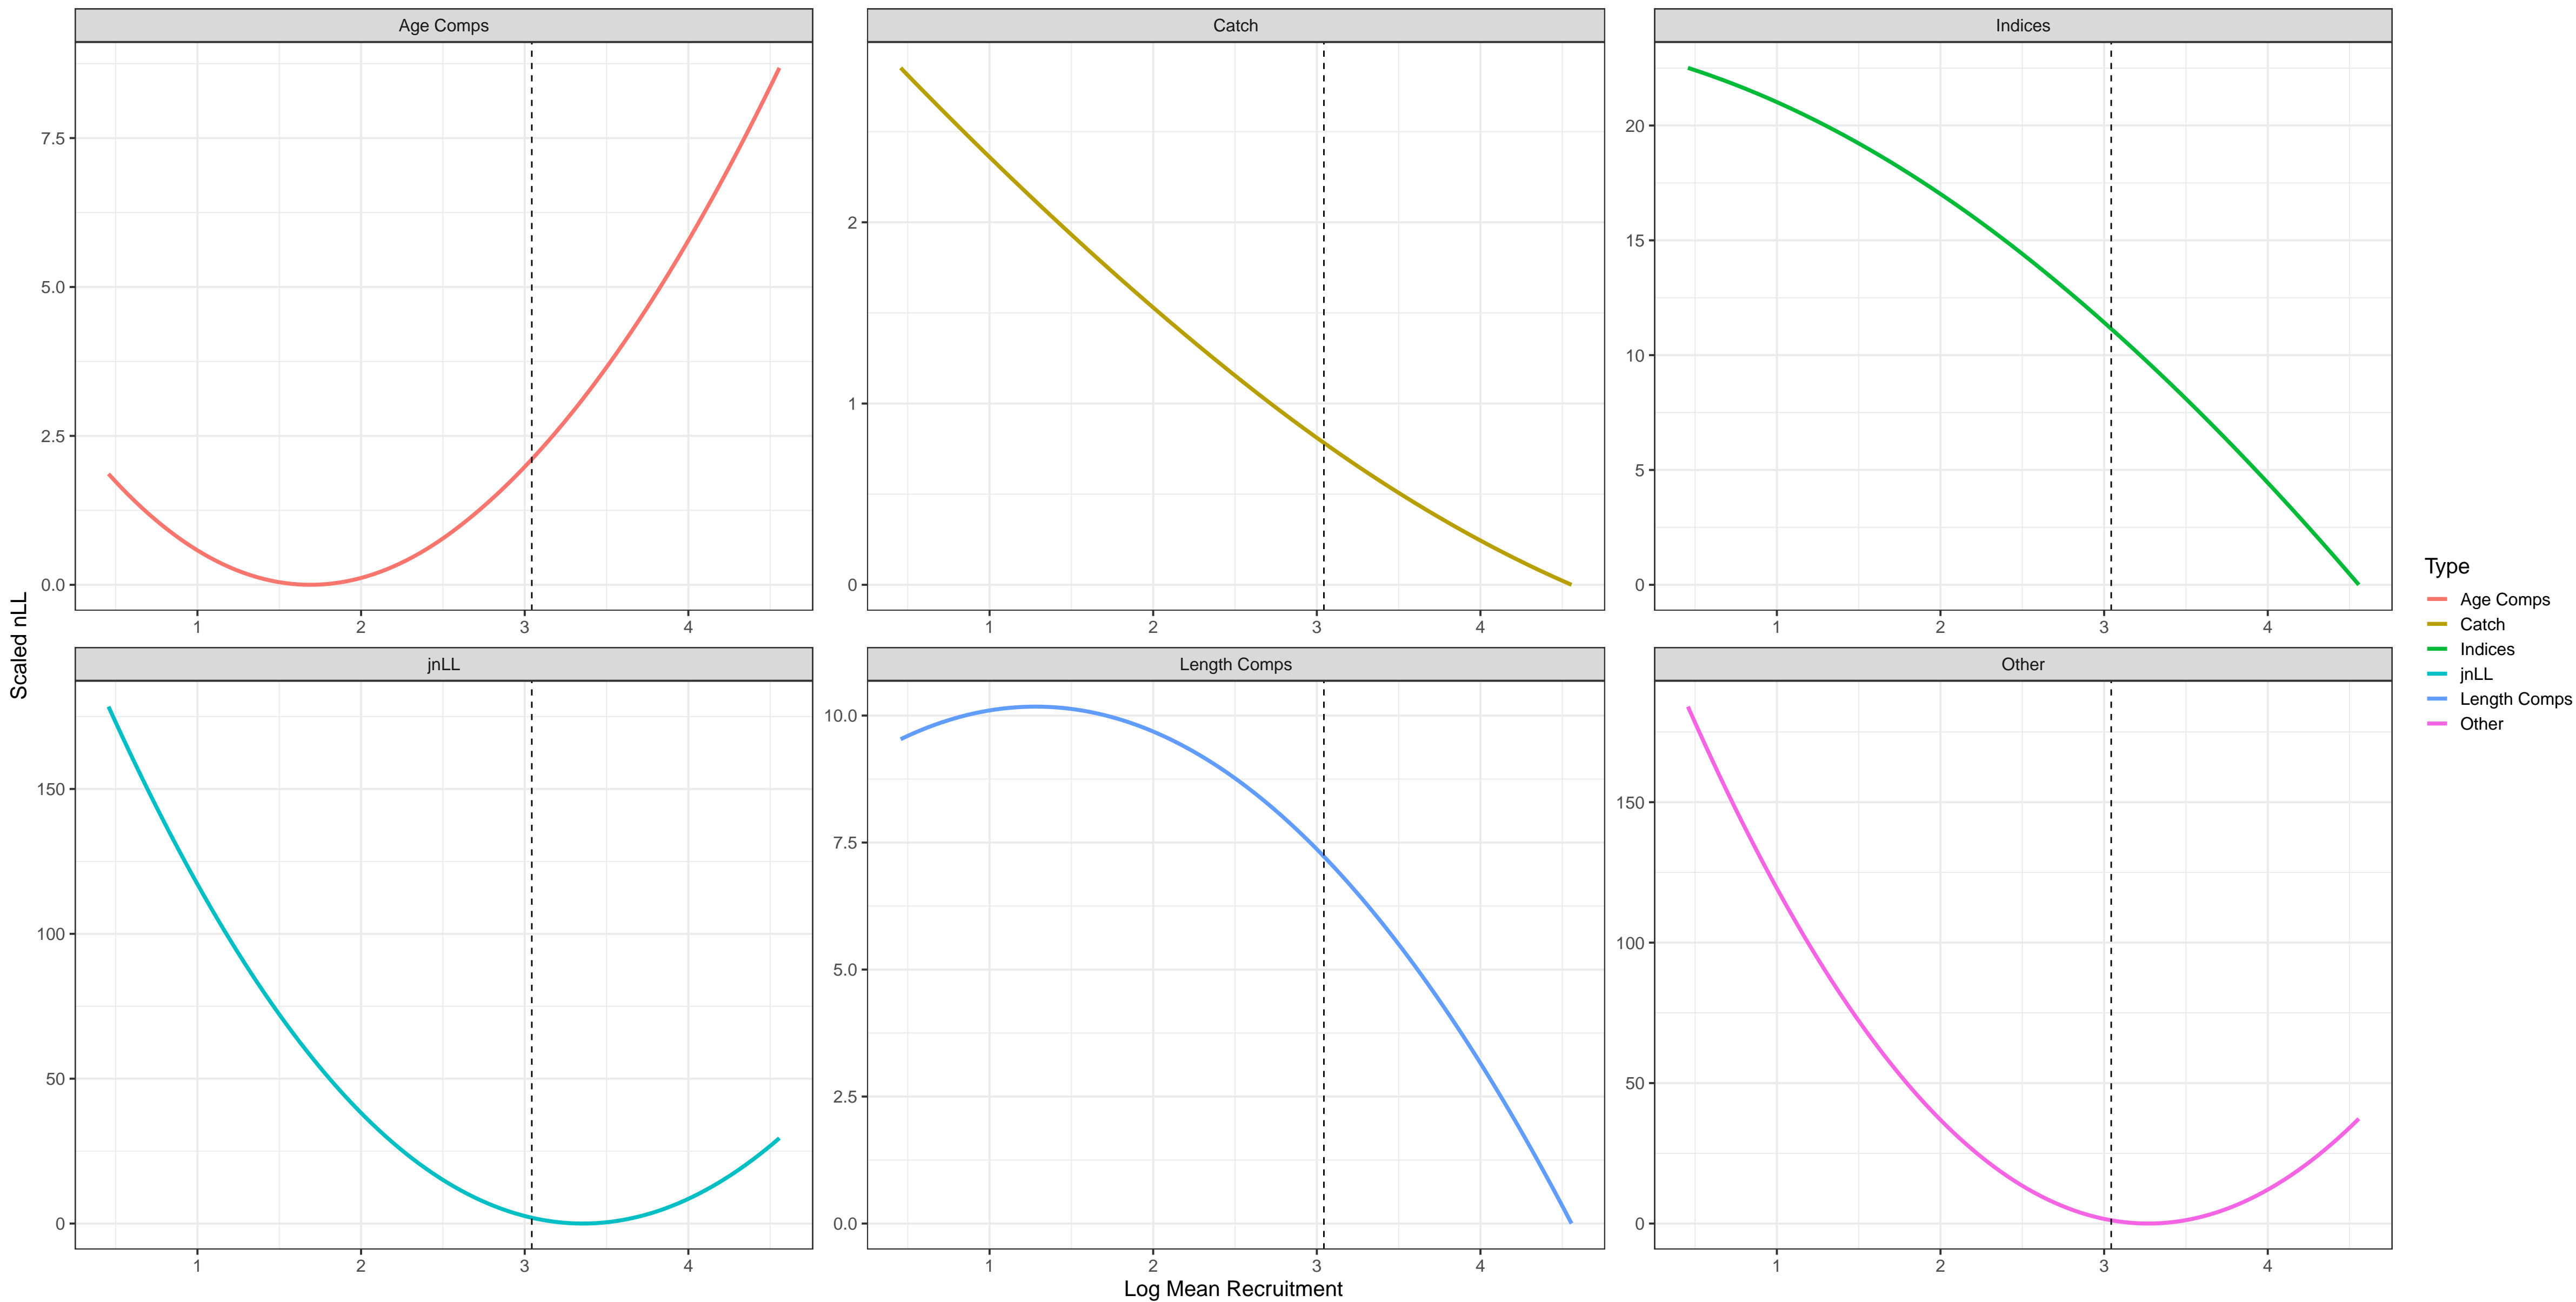 Age Comps
Catch
Indices
7.5
5.0
2.5
0.0
2
1
0
20
15
10
5
0
1 2 3 4
1 2 3 4
1 2 3 4
Scaled nLL
jnLL
Length Comps
Other
150
100
50
0
10.0
7.5
5.0
2.5
0.0
150
100
50
0
1 2 3 4
1 2 3 4
1 2 3 4
Log Mean Recruitment
Type
Age Comps
Catch
Indices
jnLL
Length Comps
Other